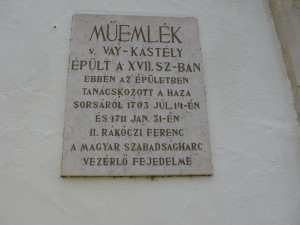 MŰEMLÉK
V. VAY-KASTÉLY
ÉPÜLT A XVII. SZ-BAN
EBBEN AZ ÉPÜLETBEN
TANÁCSKOZOTT A HAZA
SORSÁRÓL 1703 JÚL. 14-ÉN
ÉS 1711 JAN. 31-ÉN
II. RÁKÓCZI FERENC
A MAGYAR SZABADSÁGHARC
VEZÉRLŐ FEJEDELME